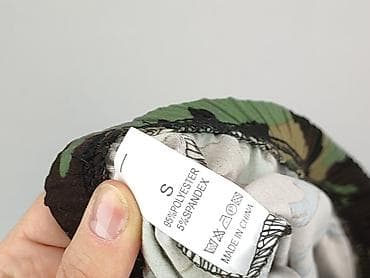 S
95%POLYESTER
5%SPANDEX
MADE IN CHINA